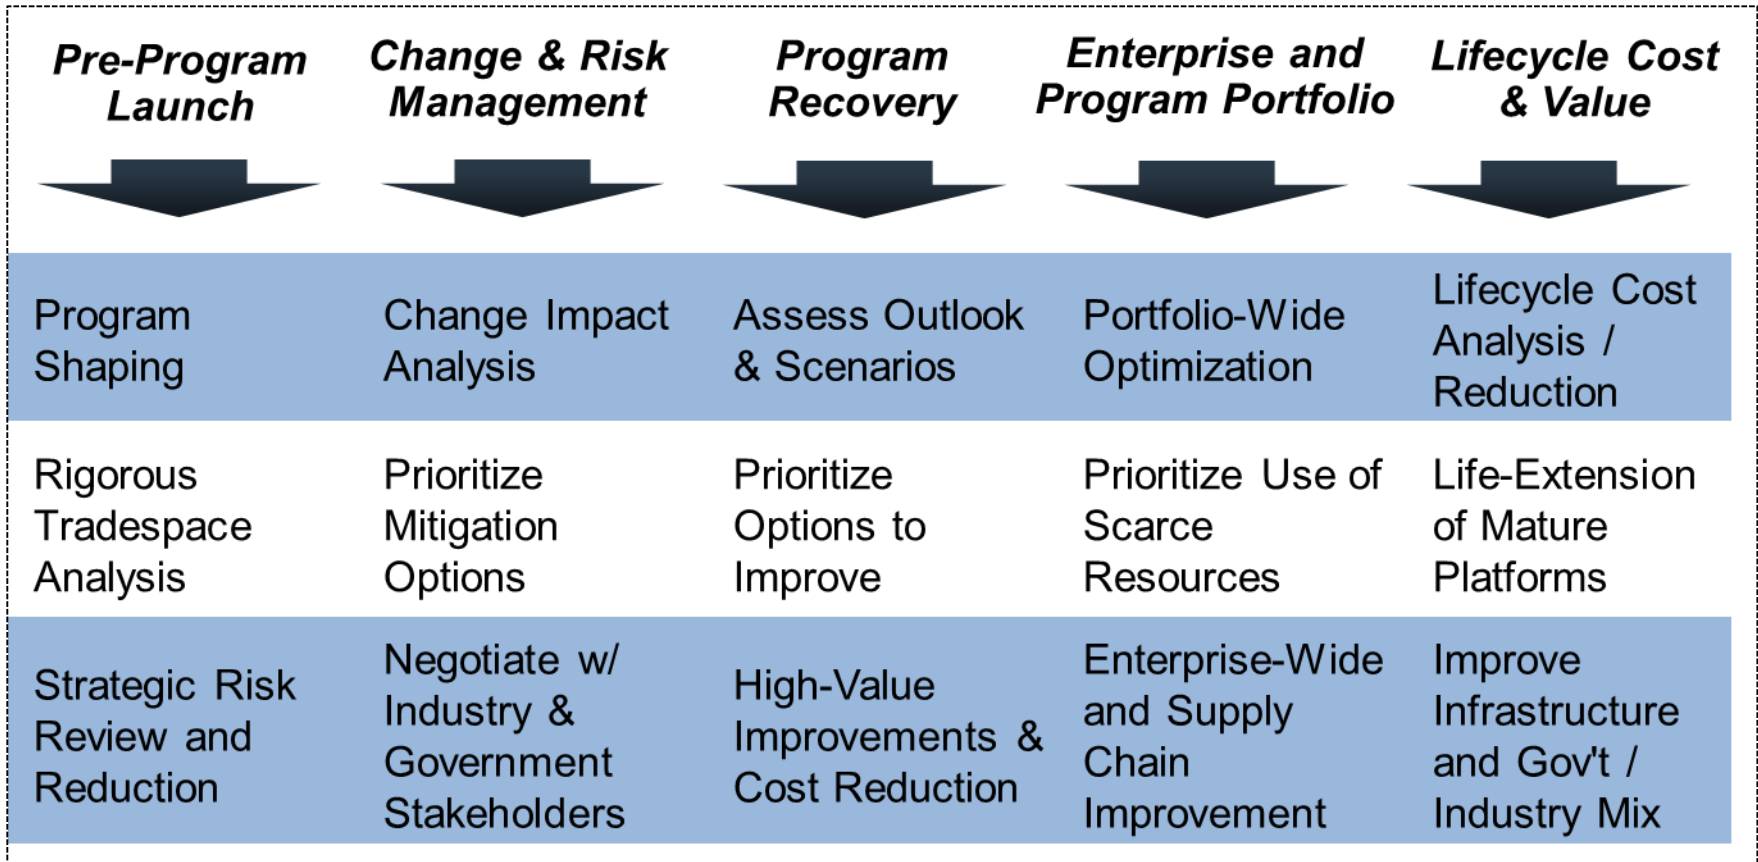 Pre-Program
Launch
Change & Risk
Management
Program
Recovery
Enterprise and
Program Portfolio
Lifecycle Cost
& Value
Program
Shaping
Change Impact
Analysis
Assess Outlook
& Scenarios
Portfolio-Wide
Optimization
Lifecycle Cost
Analysis /
Reduction
Rigorous
Tradespace
Analysis
Prioritize
Mitigation
Options
Prioritize
Options to
Improve
Prioritize Use of
Scarce
Resources
Life-Extension
of Mature
Platforms
Strategic Risk
Review and
Reduction
Negotiate w/
Industry &
Government
Stakeholders
High-Value
Improvements &
Cost Reduction
Enterprise-Wide
and Supply
Chain
Improvement
Improve
Infrastructure
and Gov't /
Industry Mix